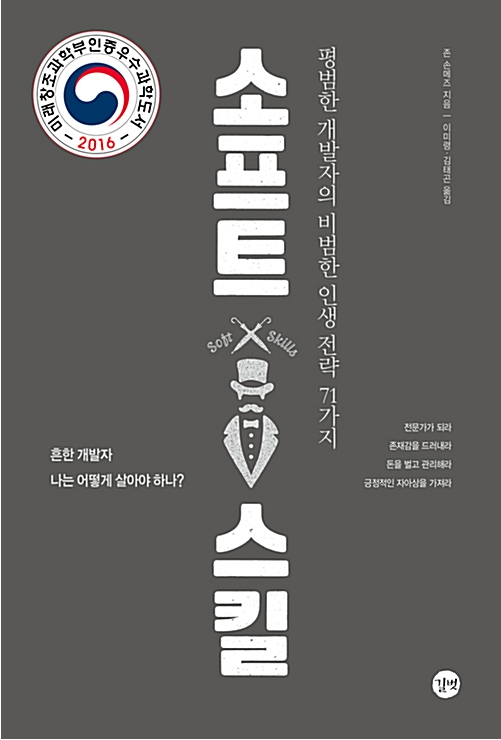 미래창조과학부인증우수과학도서
- 2016 -
소프트
Soft Skills
스킬
평범한 개발자의 비범한 인생 전략 71가지
존 손메즈 지음 ― 이미령·김태곤 옮김
흔한 개발자
나는 어떻게 살아야 하나?
전문가가 되라
존재감을 드러내라
돈을 벌고 관리해라
긍정적인 자아상을 가져라
길벗